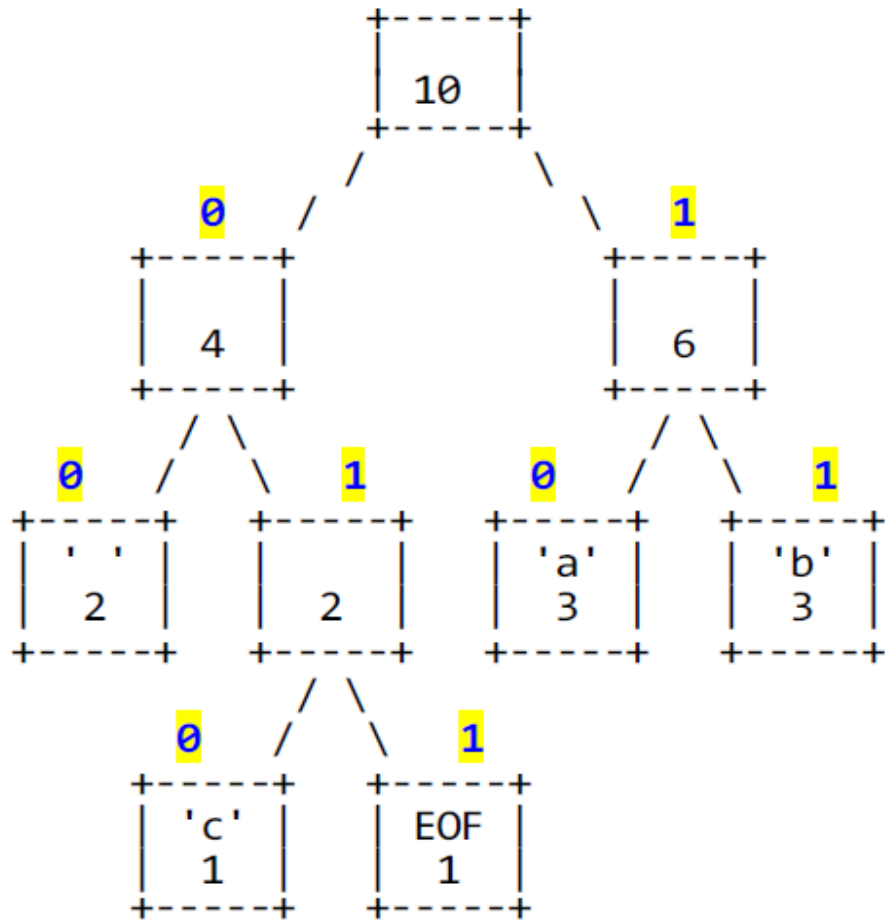 +-----+
|     |
| 10  |
+-----+
/ \
0 / \ 1
+-----+ +-----+
|     | |     |
|  4  | |  6  |
+-----+ +-----+
/ \ / \
0 / \ 1 0 / \ 1
+-----+ +-----+ +-----+ +-----+
| ' ' | |     | | 'a' | | 'b' |
|  2  | |  2  | |  3  | |  3  |
+-----+ +-----+ +-----+ +-----+
/ \
0 / \ 1
+-----+ +-----+
| 'c' | | EOF |
|  1  | |  1  |
+-----+ +-----+